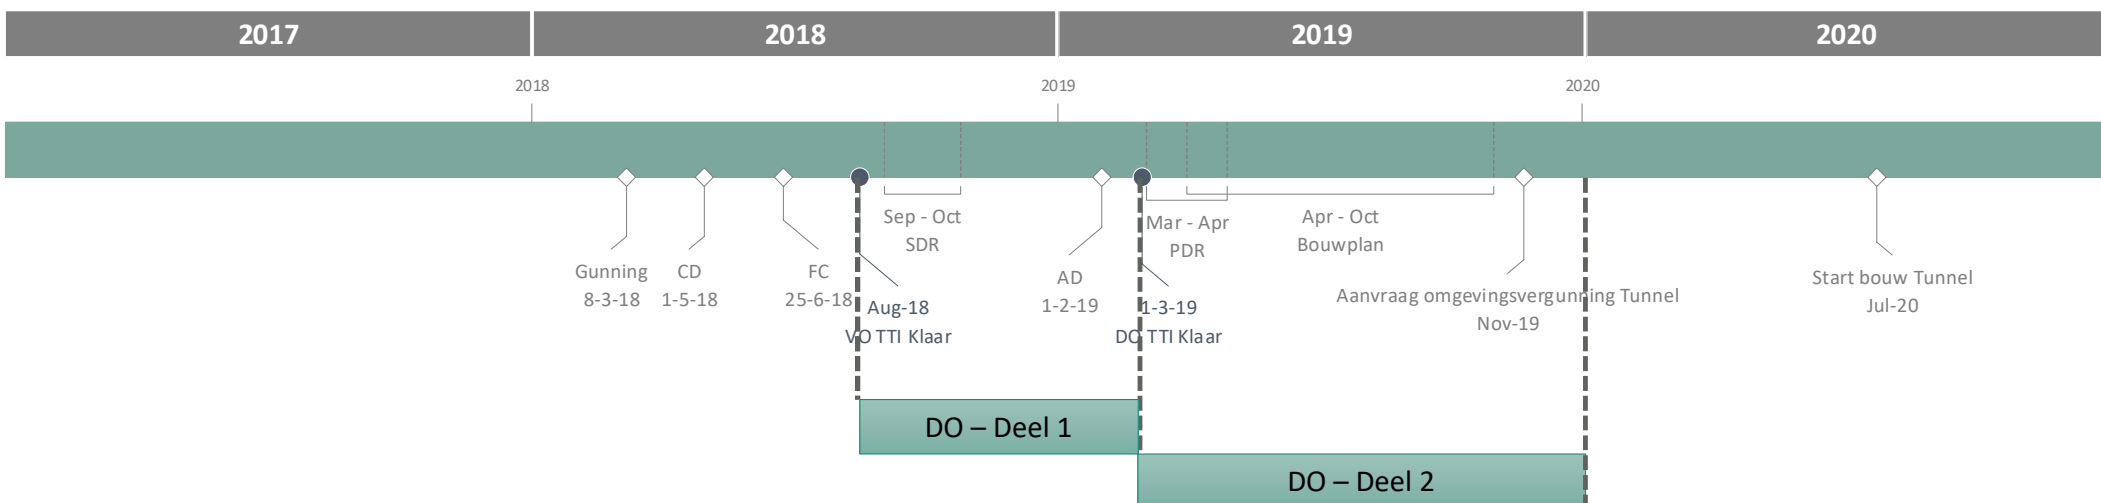 2017
2018
2019
2020
2018
2019
2020
Sep - Oct
SDR
Mar - Apr
PDR
Apr - Oct
Bouwplan
Gunning
8-3-18
CD
1-5-18
FC
25-6-18
Aug-18
VO TTI Klaar
AD
1-2-19
1-3-19
DO TTI Klaar
Aanvraag omgevingsvergunning Tunnel
Nov-19
Start bouw Tunnel
Jul-20
DO – Deel 1
DO – Deel 2